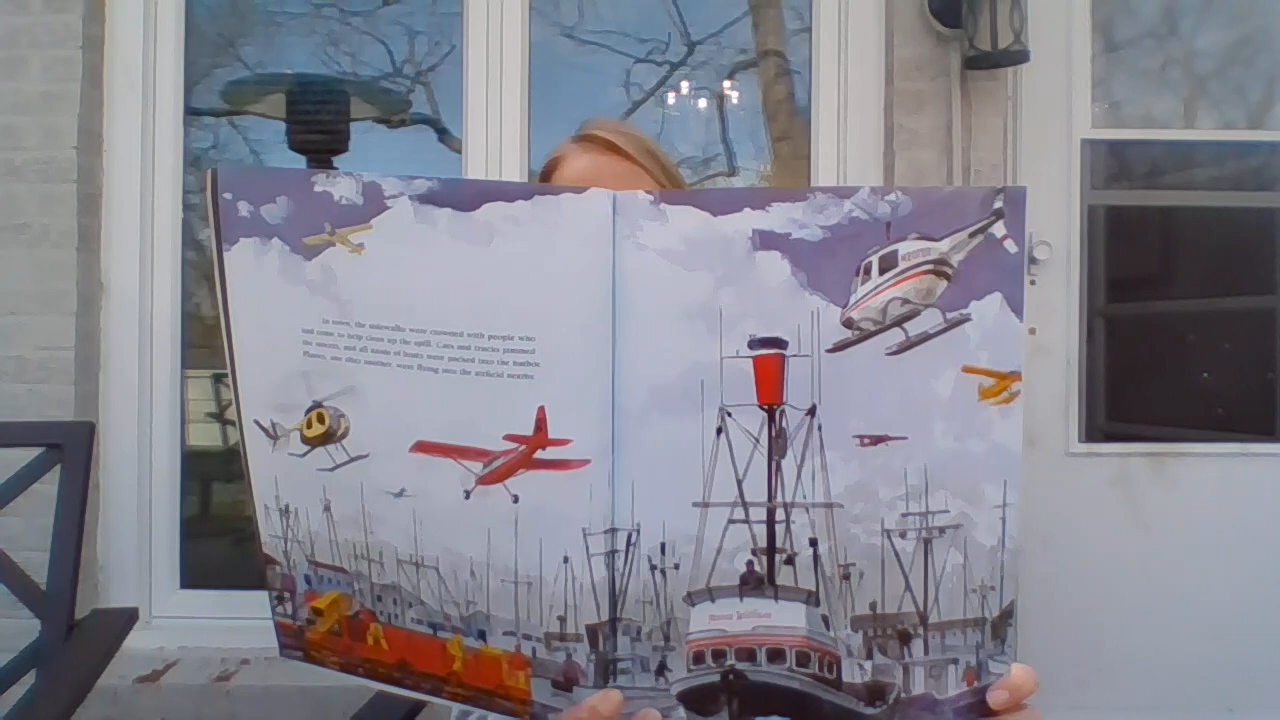 In town, the sidewalks were crowded with people who
had come to help clean up the spill. Cars and trucks jammed
the streets, and all kinds of boats were packed into the harbor.
Planes, one after another, were flying into the airfield nearby.